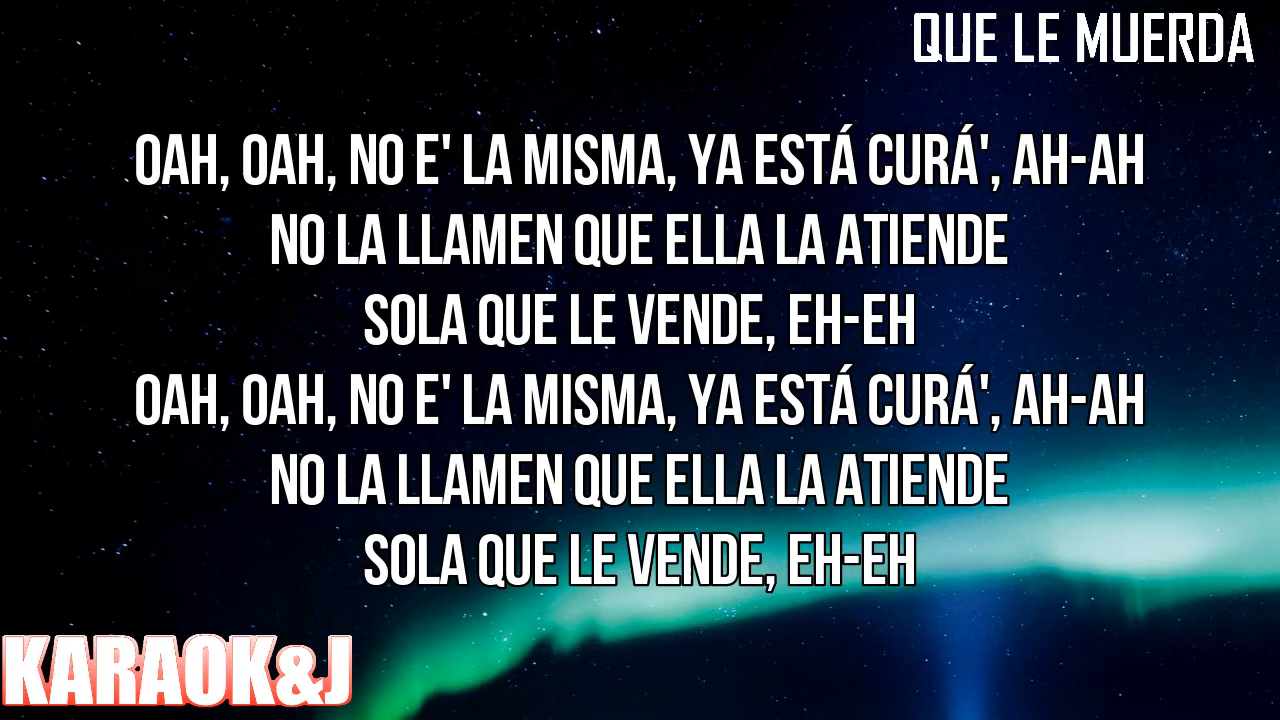 QUE LE MUERDA
OAH, OAH, NO E' LA MISMA, YA ESTÁ CURÁ', AH-AH
NO LA LLAMEN QUE ELLA LA ATIENDE
SOLA QUE LE VENDE, EH-EH
OAH, OAH, NO E' LA MISMA, YA ESTÁ CURÁ', AH-AH
NO LA LLAMEN QUE ELLA LA ATIENDE
SOLA QUE LE VENDE, EH-EH
KARAOK&J